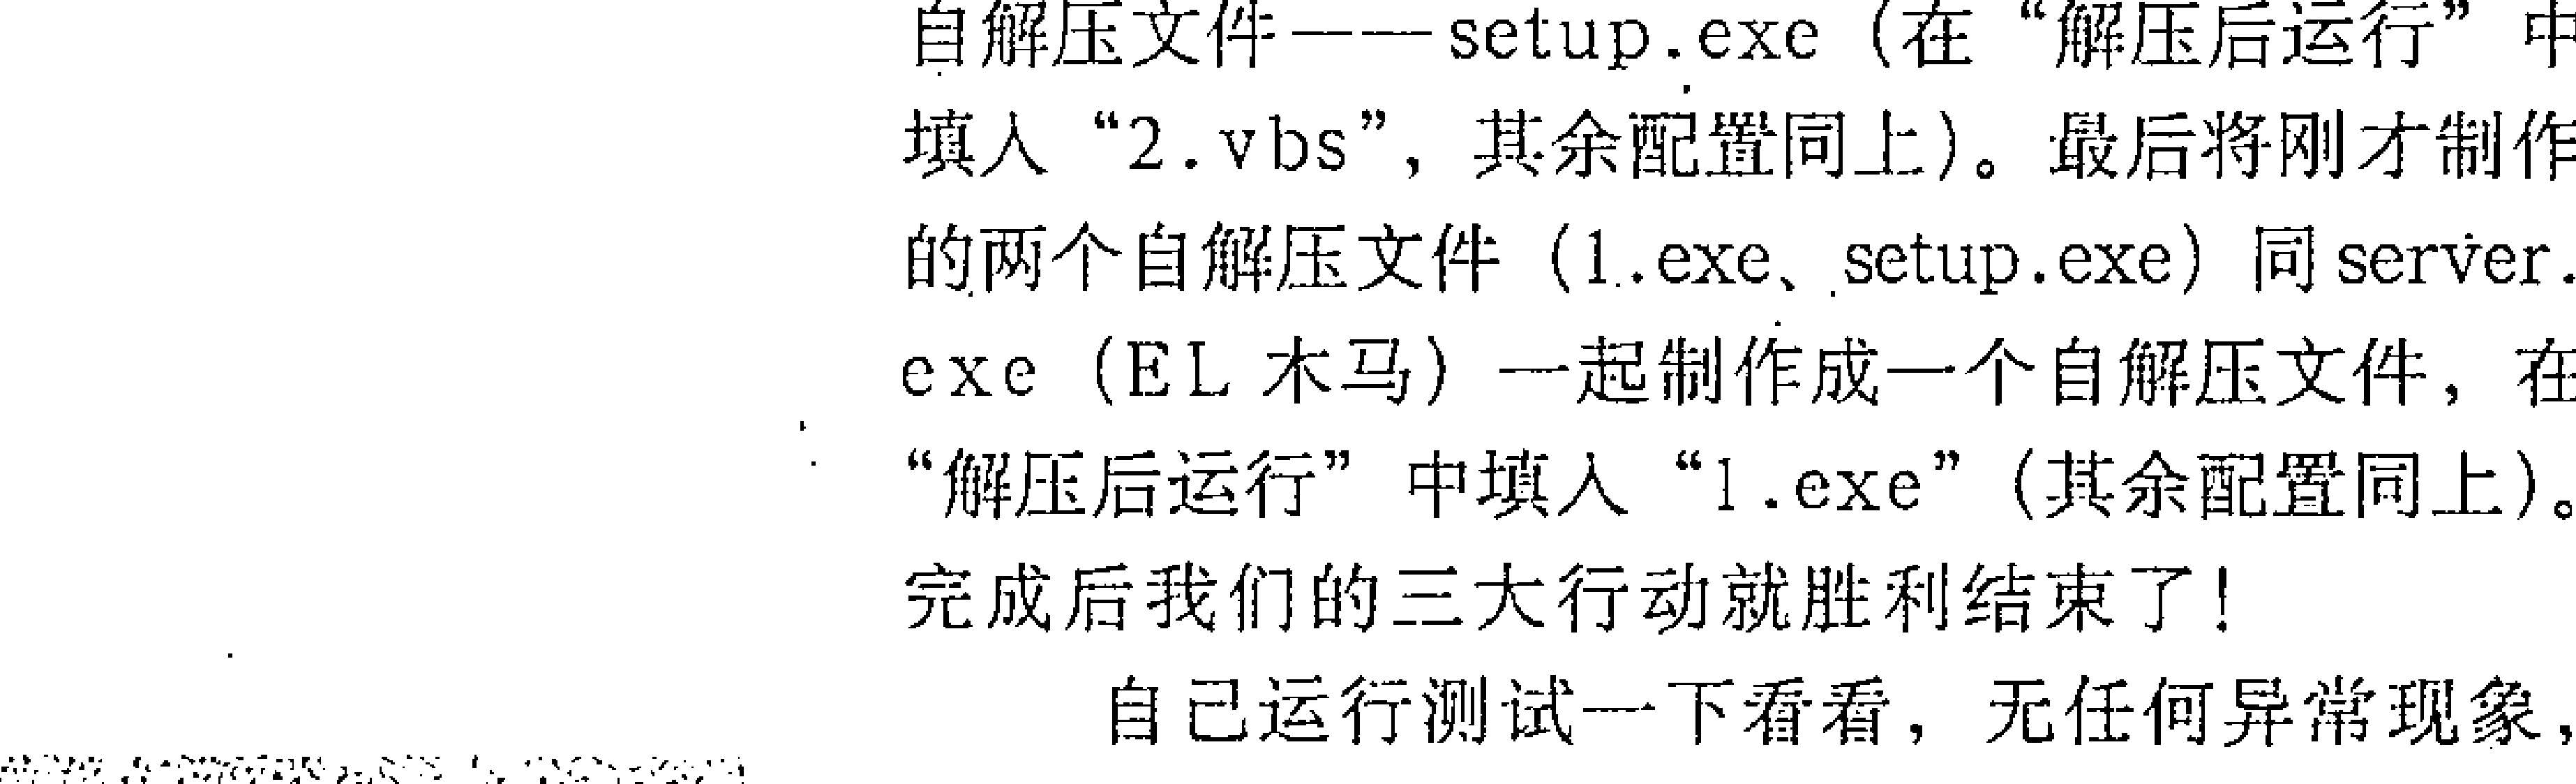 自解压文件——setup.exe（在“解压后运行”中
填入“2.vbs”，其余配置同上）。最后将刚才制作
的两个自解压文件（1.exe、setup.exe）同server.
exe（EL 木马）一起制作成一个自解压文件，在
“解压后运行”中填入“1.exe”（其余配置同上）。
完成后我们的三大行动就胜利结束了！
自己运行测试一下看看，无任何异常现象，